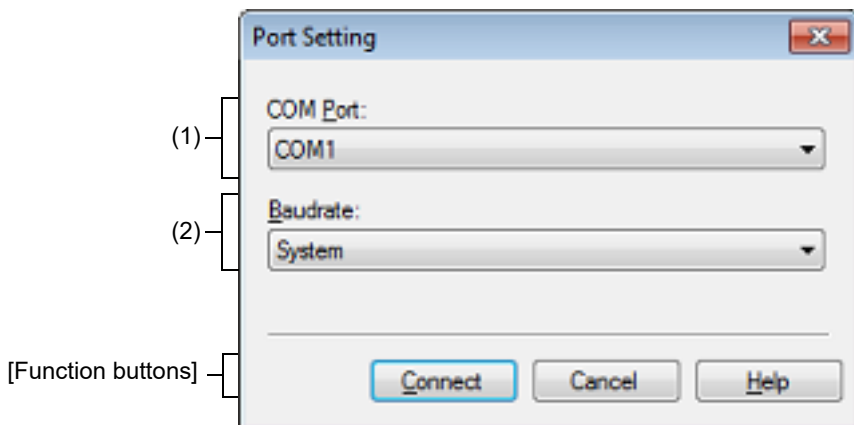 Port Setting
(1)
COM Port:
COM1
(2)
Baudrate:
System
[Function buttons]
Connect Cancel Help